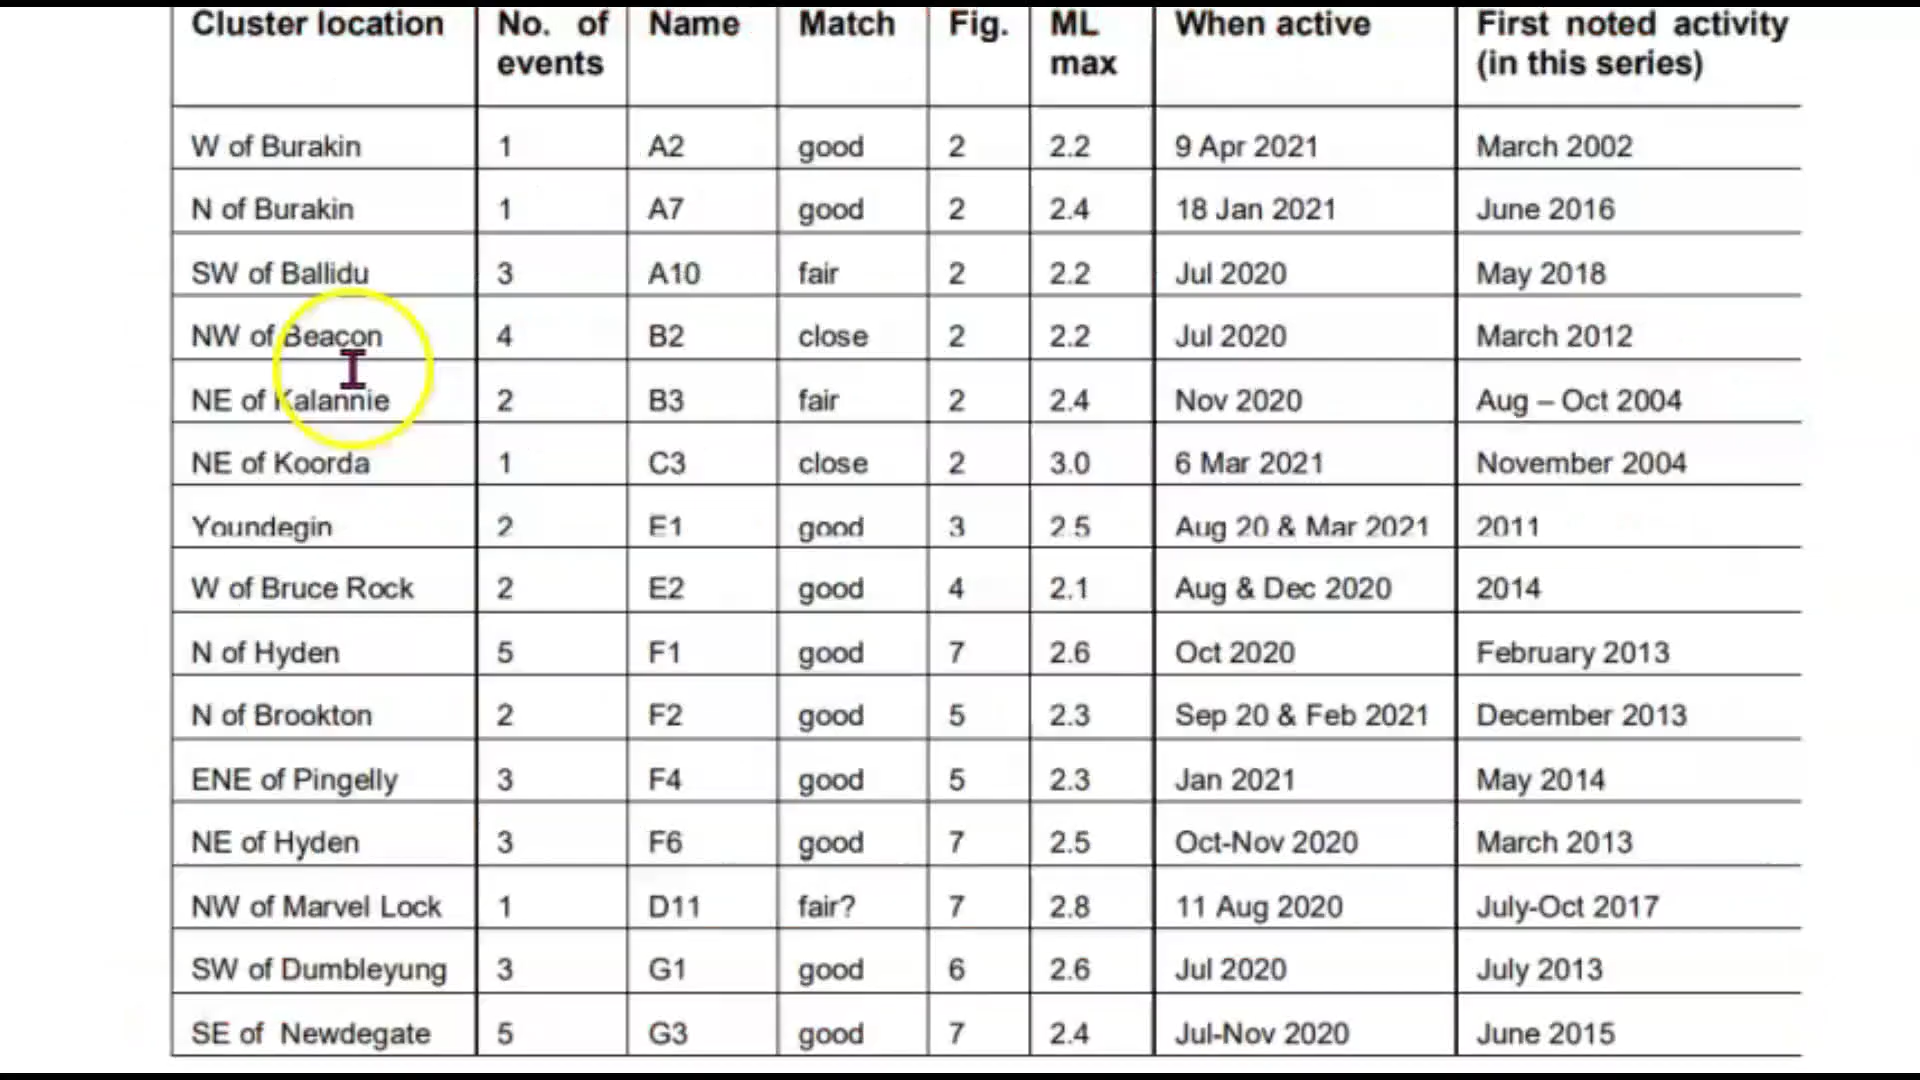 Cluster location No. of events Name Match Fig. ML max When active First noted activity (in this series)
W of Burakin 1 A2 good 2 2.2 9 Apr 2021 March 2002
N of Burakin 1 A7 good 2 2.4 18 Jan 2021 June 2016
SW of Ballidu 3 A10 fair 2 2.2 Jul 2020 May 2018
NW of Beacon 4 B2 close 2 2.2 Jul 2020 March 2012
NE of Kalannie 2 B3 fair 2 2.4 Nov 2020 Aug – Oct 2004
NE of Koorda 1 C3 close 2 3.0 6 Mar 2021 November 2004
Youndegin 2 E1 good 3 2.5 Aug 20 & Mar 2021 2011
W of Bruce Rock 2 E2 good 4 2.1 Aug & Dec 2020 2014
N of Hyden 5 F1 good 7 2.6 Oct 2020 February 2013
N of Brookton 2 F2 good 5 2.3 Sep 20 & Feb 2021 December 2013
ENE of Pingelly 3 F4 good 5 2.3 Jan 2021 May 2014
NE of Hyden 3 F6 good 7 2.5 Oct-Nov 2020 March 2013
NW of Marvel Lock 1 D11 fair? 7 2.8 11 Aug 2020 July-Oct 2017
SW of Dumbleyung 3 G1 good 6 2.6 Jul 2020 July 2013
SE of Newdegate 5 G3 good 7 2.4 Jul-Nov 2020 June 2015